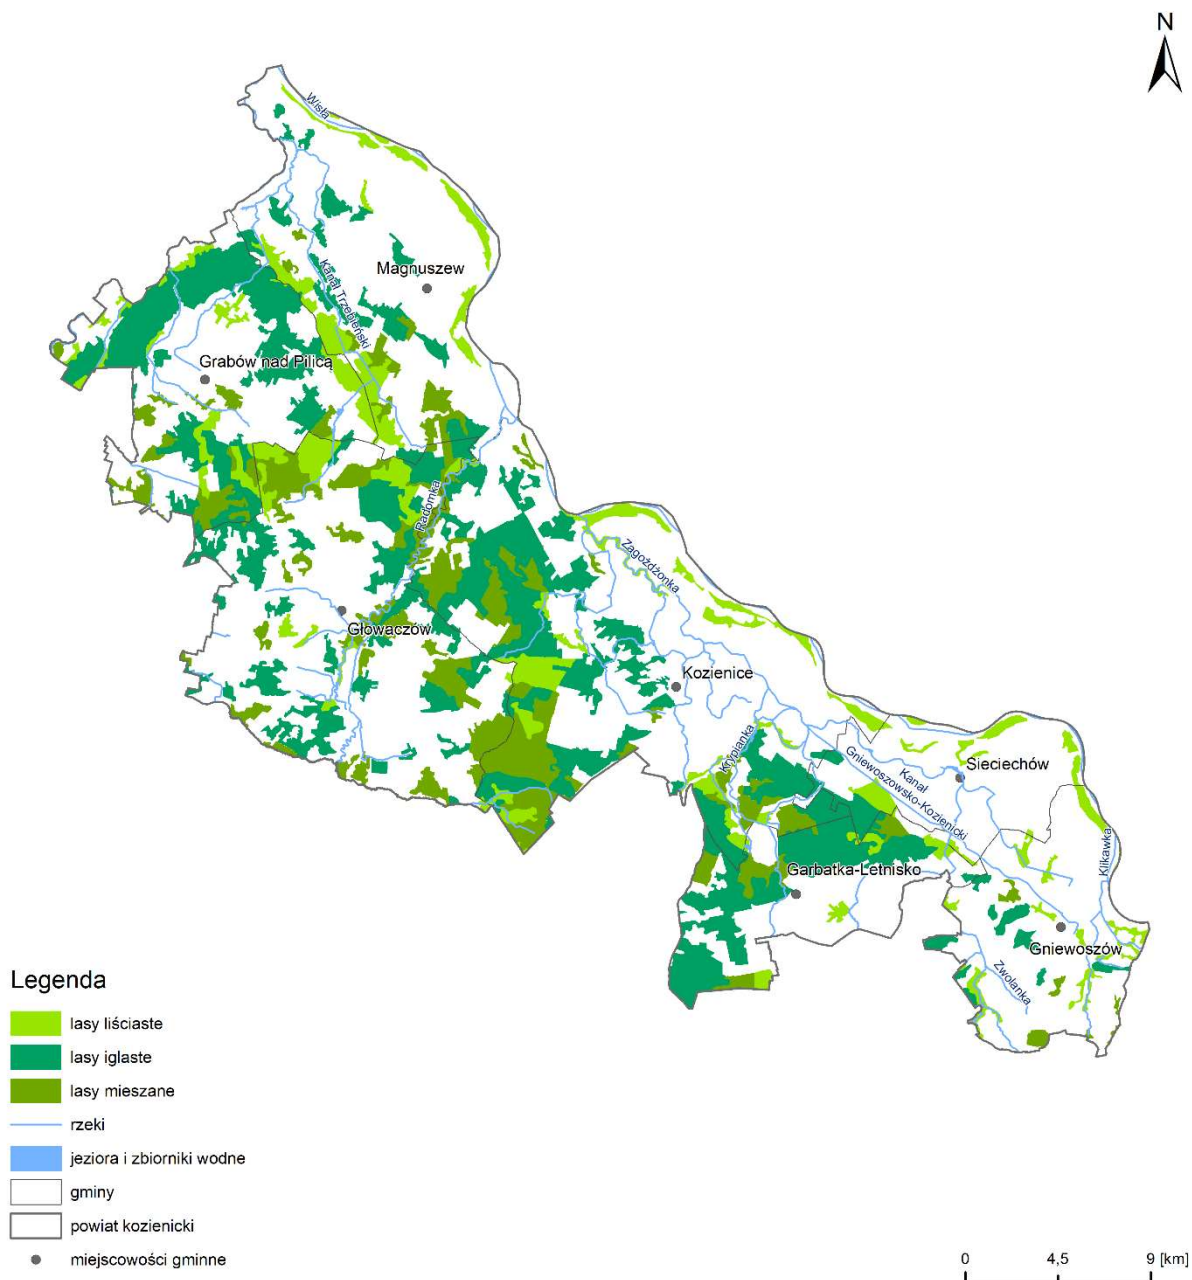 N
Wisła
Magnuszew
Kanał Trzebieński
Grabów nad Pilicą
Radomka
Zagożdżonka
Głowaczów
Kozienice
Krypianka
Sieciechów
Kanał
Gniewoszowsko-Kozienicki
Klikawka
Garbatka-Letnisko
Gniewoszów
Zwolanka
Legenda
lasy liściaste
lasy iglaste
lasy mieszane
rzeki
jeziora i zbiorniki wodne
gminy
powiat kozienicki
miejscowości gminne
0 4,5 9 [km]